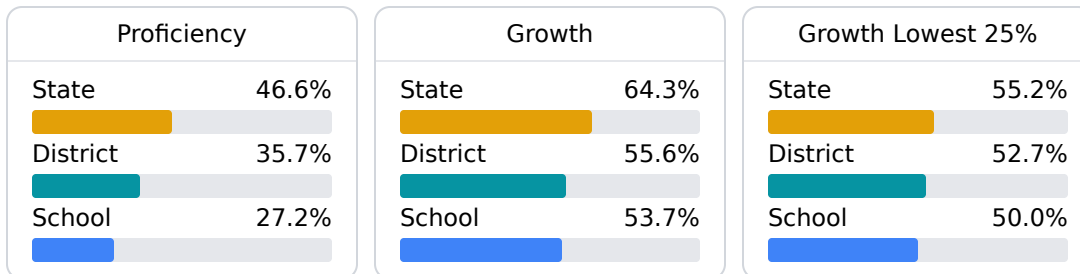 Proficiency
State 46.6%
District 35.7%
School 27.2%
Growth
State 64.3%
District 55.6%
School 53.7%
Growth Lowest 25%
State 55.2%
District 52.7%
School 50.0%